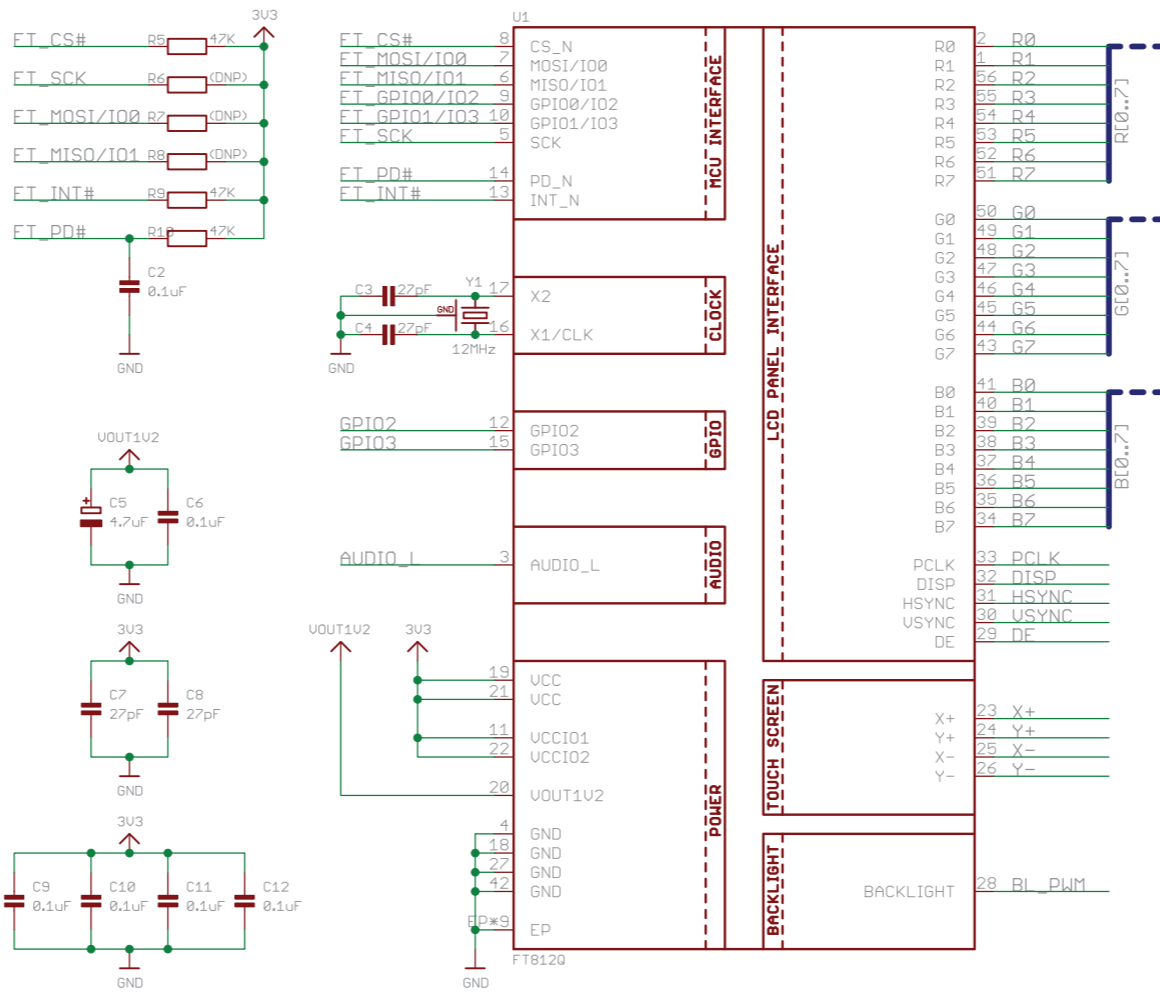 3V3
FT_CS# R5 47K
FT_SCK R6 (DNP)
FT_MOSI/IO0 R7 (DNP)
FT_MISO/IO1 R8 (DNP)
FT_INT# R9 47K
FT_PD# R10 47K
C2
0.1uF
GND
VOUT1V2
C5
4.7uF
C6
0.1uF
GND
3V3
C7
27pF
C8
27pF
GND
3V3
C9
0.1uF
C10
0.1uF
C11
0.1uF
C12
0.1uF
GND
U1
FT_CS# 8 CS_N
FT_MOSI/IO0 7 MOSI/IO0
FT_MISO/IO1 6 MISO/IO1
FT_GPIO0/IO2 9 GPIO0/IO2
FT_GPIO1/IO3 10 GPIO1/IO3
FT_SCK 5 SCK
FT_PD# 14 PD_N
FT_INT# 13 INT_N
MCU INTERFACE
C3 27pF Y1 17 X2
GND
C4 27pF 16 X1/CLK
12MHz
GND
CLOCK
GPIO2 12 GPIO2
GPIO3 15 GPIO3
GPIO
AUDIO_L 3 AUDIO_L
AUDIO
VOUT1V2 3V3
19 VCC
21 VCC
11 VCCIO1
22 VCCIO2
20 VOUT1V2
4 GND
18 GND
27 GND
42 GND
EP*9 EP
POWER
GND
FT812Q
LCD PANEL INTERFACE
R0 2 R0
R1 1 R1
R2 56 R2
R3 55 R3
R4 54 R4
R5 53 R5
R6 52 R6
R7 51 R7
R[0..7]
G0 50 G0
G1 49 G1
G2 48 G2
G3 47 G3
G4 46 G4
G5 45 G5
G6 44 G6
G7 43 G7
G[0..7]
B0 41 B0
B1 40 B1
B2 39 B2
B3 38 B3
B4 37 B4
B5 36 B5
B6 35 B6
B7 34 B7
B[0..7]
PCLK 33 PCLK
DISP 32 DISP
HSYNC 31 HSYNC
VSYNC 30 VSYNC
DE 29 DE
TOUCH SCREEN
X+ 23 X+
Y+ 24 Y+
X- 25 X-
Y- 26 Y-
BACKLIGHT
BACKLIGHT 28 BL_PWM